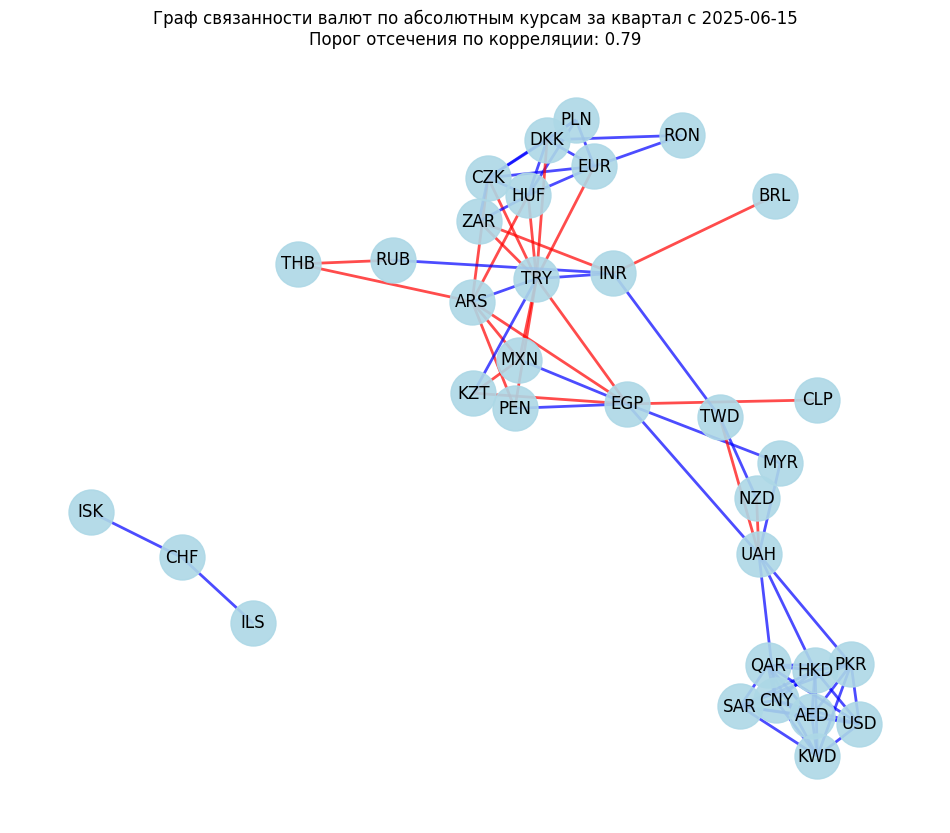 Граф связанности валют по абсолютным курсам за квартал с 2025-06-15
Порог отсечения по корреляции: 0.79
PLN
DKK
RON
EUR
CZK
HUF
BRL
ZAR
THB
RUB
INR
TRY
ARS
MXN
KZT
PEN
EGP
CLP
TWD
MYR
NZD
ISK
CHF
UAH
ILS
QAR
HKD
PKR
SAR
CNY
AED
USD
KWD